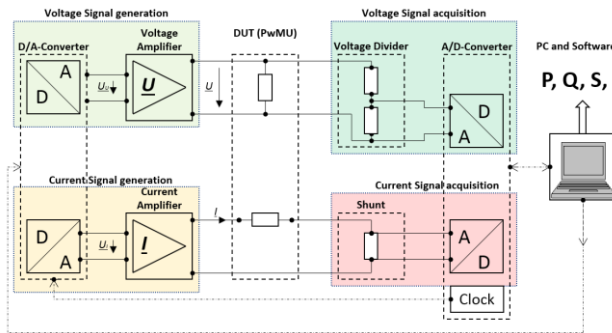 Voltage Signal generation
Voltage Signal acquisition
D/A-Converter
Voltage
Amplifier
DUT (PwMU)
Voltage Divider
A/D-Converter
PC and Software
A
D
U
U
P, Q, S,
D
A
Current Signal generation
Current
Amplifier
Current Signal acquisition
Shunt
D
A
I
I
A
D
Clock